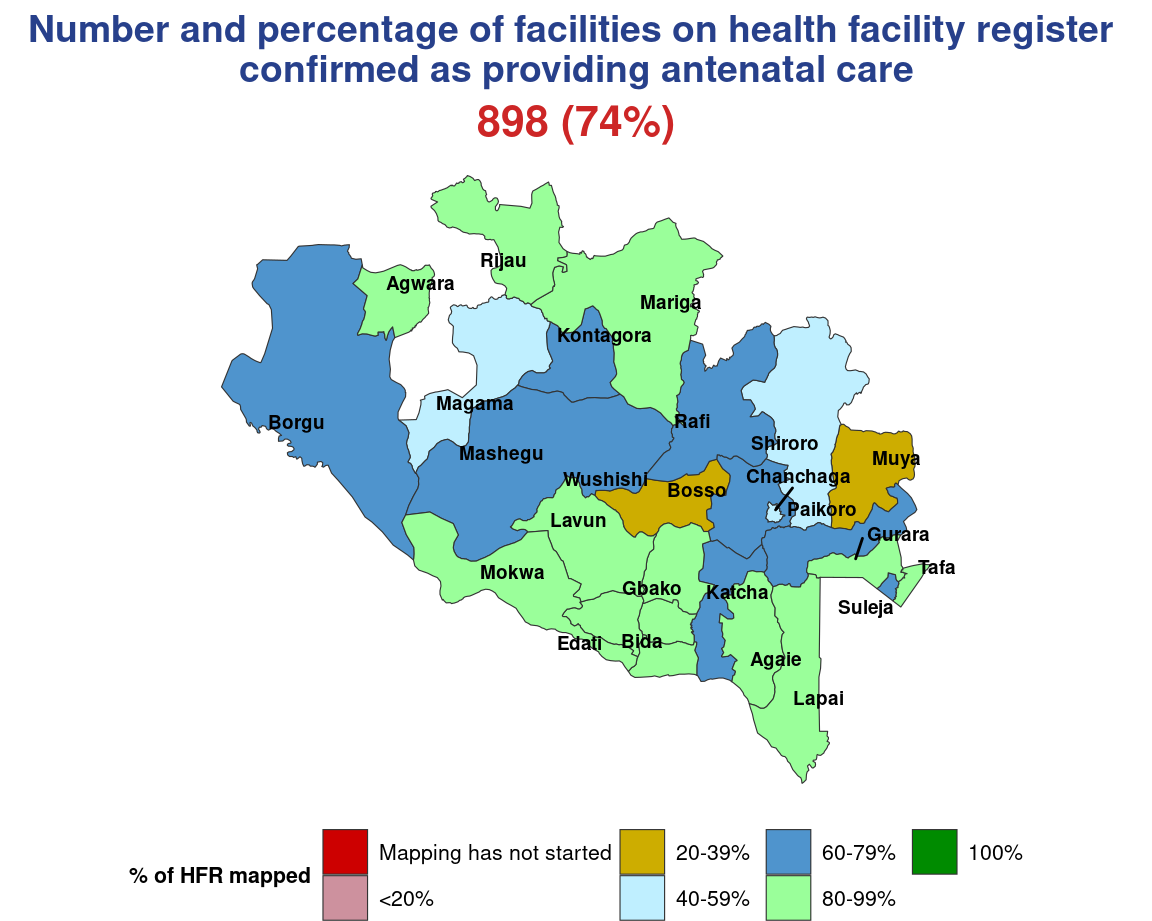 Number and percentage of facilities on health facility register
confirmed as providing antenatal care
898 (74%)
Rijau
Agwara
Mariga
Kontagora
Magama
Borgu
Rafi
Shiroro
Mashegu
Muya
Chanchaga
Wushishi
Bosso
Paikoro
Lavun
Gurara
Tafa
Mokwa
Gbako
Katcha
Suleja
Edati
Bida
Agaie
Lapai
% of HFR mapped
Mapping has not started
<20%
20-39%
40-59%
60-79%
80-99%
100%